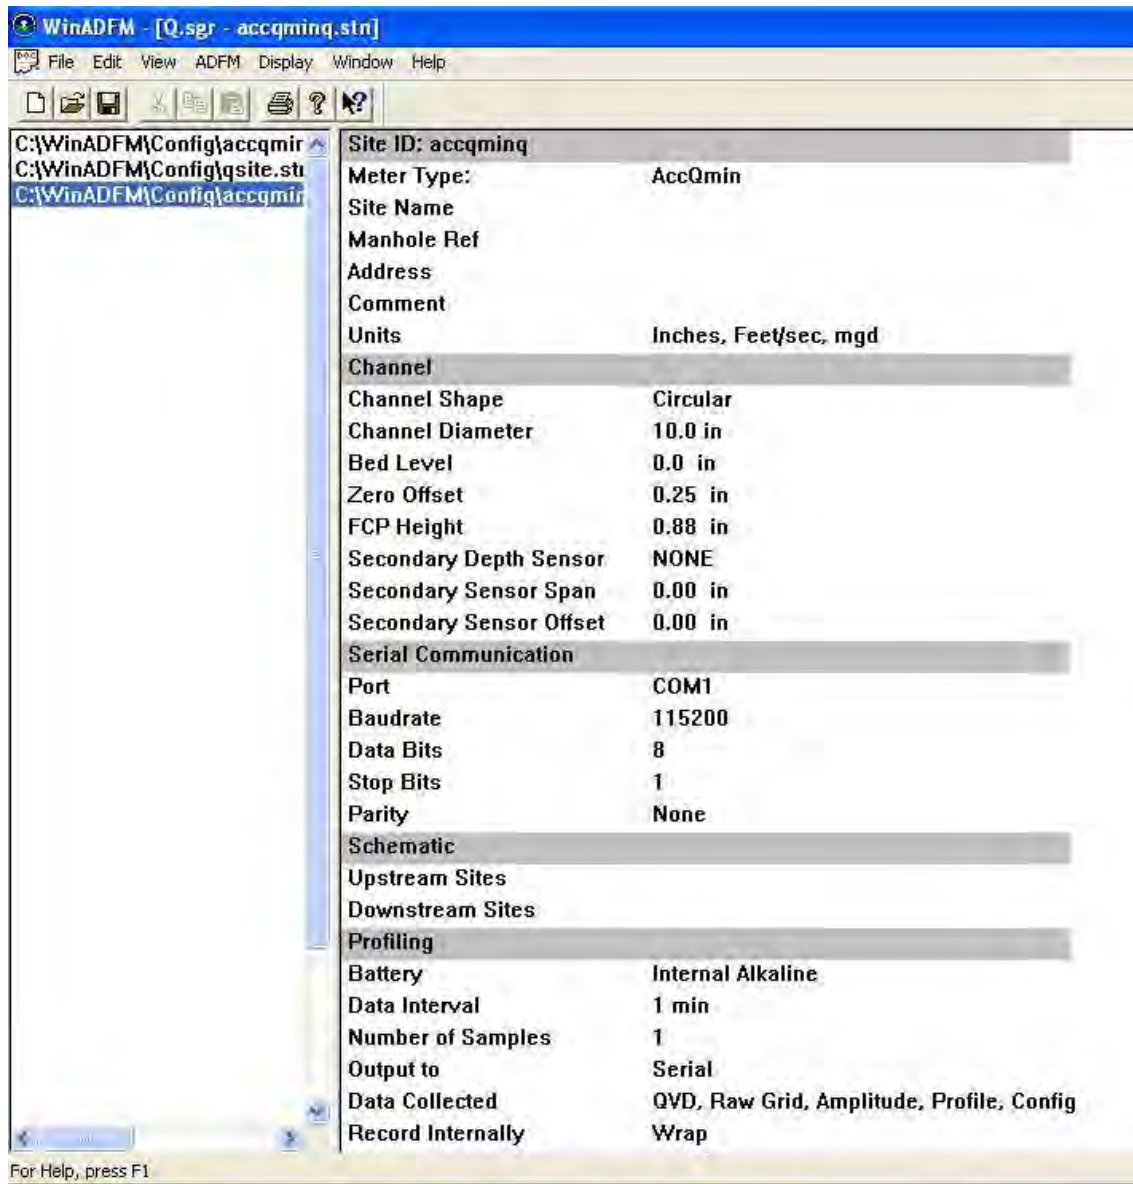 WinADFM - [Q.sgr - accqminq.stn]
File Edit View ADFM Display Window Help
C:\WinADFM\Config\accqmir
C:\WinADFM\Config\qsite.stı
C:\WinADFM\Config\accqmir
Site ID: accqminq
Meter Type: AccQmin
Site Name
Manhole Ref
Address
Comment
Units Inches, Feet/sec, mgd
Channel
Channel Shape Circular
Channel Diameter 10.0 in
Bed Level 0.0 in
Zero Offset 0.25 in
FCP Height 0.88 in
Secondary Depth Sensor NONE
Secondary Sensor Span 0.00 in
Secondary Sensor Offset 0.00 in
Serial Communication
Port COM1
Baudrate 115200
Data Bits 8
Stop Bits 1
Parity None
Schematic
Upstream Sites
Downstream Sites
Profiling
Battery Internal Alkaline
Data Interval 1 min
Number of Samples 1
Output to Serial
Data Collected QVD, Raw Grid, Amplitude, Profile, Config
Record Internally Wrap
For Help, press F1